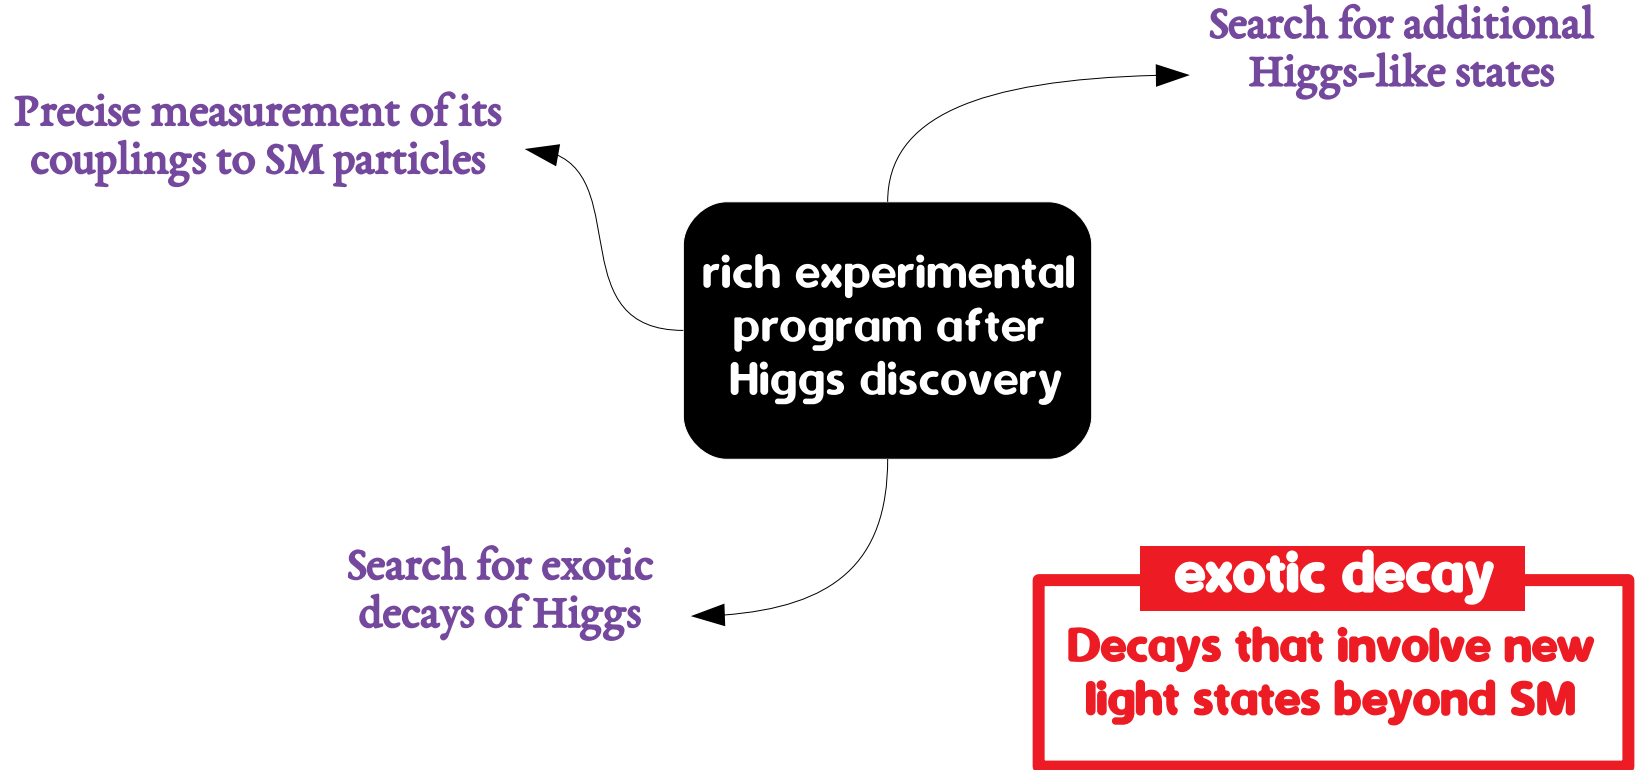 Search for additional
Higgs-like states
Precise measurement of its
couplings to SM particles
rich experimental
program after
Higgs discovery
Search for exotic
decays of Higgs
exotic decay
Decays that involve new
light states beyond SM